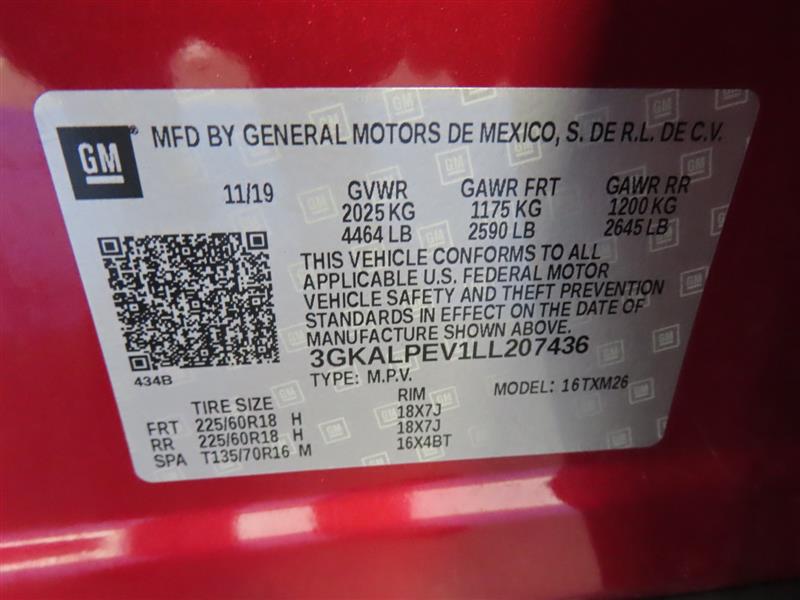 GM
MFD BY GENERAL MOTORS DE MEXICO, S. DE R.L. DE C.V.
11/19 GVWR GAWR FRT GAWR RR
2025 KG 1175 KG 1200 KG
4464 LB 2590 LB 2645 LB
THIS VEHICLE CONFORMS TO ALL
APPLICABLE U.S. FEDERAL MOTOR
VEHICLE SAFETY AND THEFT PREVENTION
STANDARDS IN EFFECT ON THE DATE OF
MANUFACTURE SHOWN ABOVE.
3GKALPEV1LL207436
434B
TYPE: M.P.V. MODEL: 16TXM26
TIRE SIZE RIM
FRT 225/60R18 H 18X7J
RR 225/60R18 H 18X7J
SPA T135/70R16 M 16X4BT